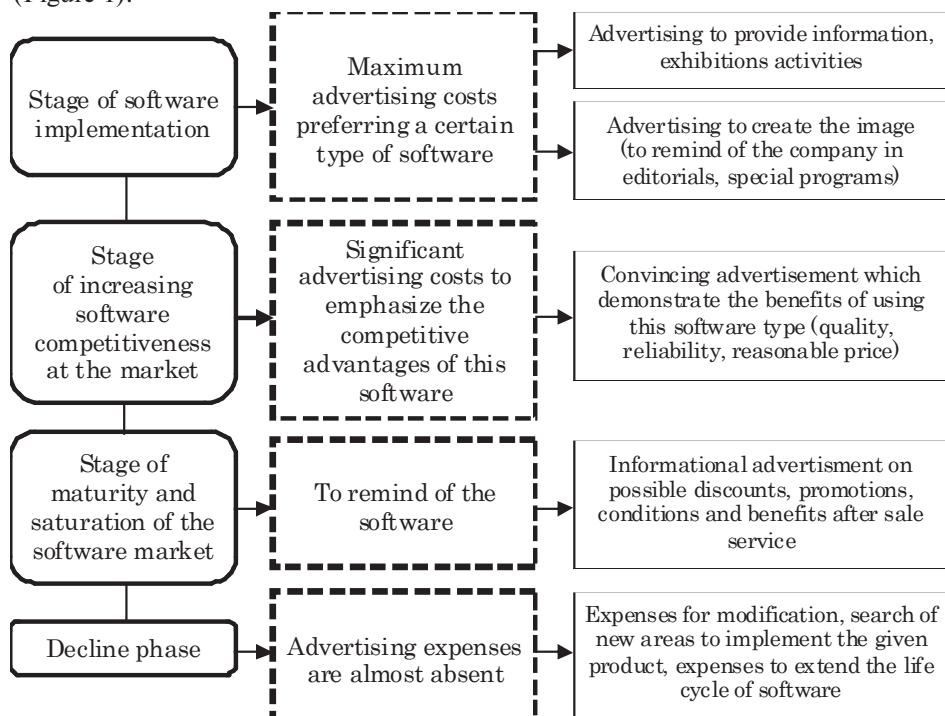 (Figure 1).
Stage of software
implementation
Maximum
advertising costs
preferring a certain
type of software
Advertising to provide information,
exhibitions activities
Advertising to create the image
(to remind of the company in
editorials, special programs)
Stage
of increasing
software
competitiveness
at the market
Significant
advertising costs to
emphasize the
competitive
advantages of this
software
Convincing advertisement which
demonstrate the benefits of using
this software type (quality,
reliability, reasonable price)
Stage of
maturity and
saturation of the
software market
To remind of the
software
Informational advertisment on
possible discounts, promotions,
conditions and benefits after sale
service
Decline phase
Advertising expenses
are almost absent
Expenses for modification, search of
new areas to implement the given
product, expenses to extend the life
cycle of software